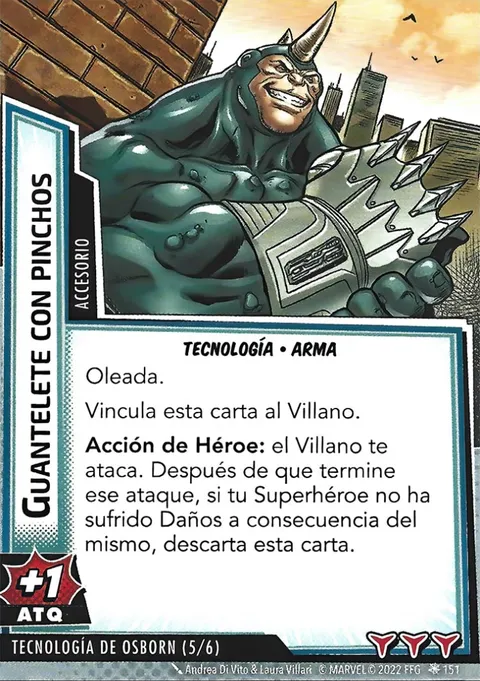 GUANTELETE CON PINCHOS
ACCESORIO
TECNOLOGÍA • ARMA
Oleada.
Vincula esta carta al Villano.
Acción de Héroe: el Villano te
ataca. Después de que termine
ese ataque, si tu Superhéroe no ha
sufrido Daños a consecuencia del
mismo, descarta esta carta.
+1
ATQ
TECNOLOGÍA DE OSBORN (5/6)
Andrea Di Vito & Laura Villari © MARVEL © 2022 FFG 151